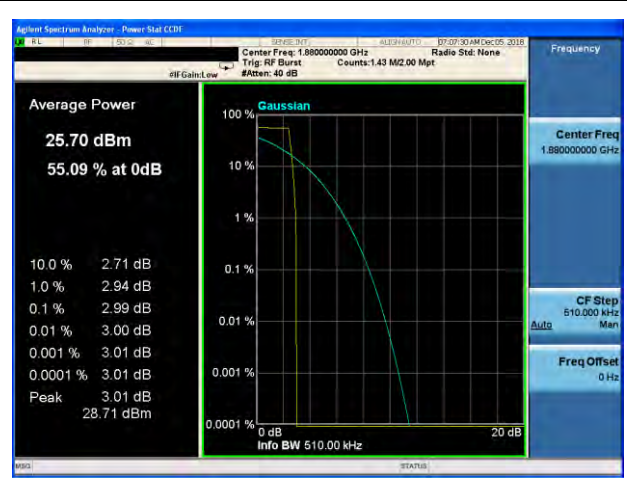 Agilent Spectrum Analyzer - Power Stat CCDF
RL RF 50 Ω AC SENSE:INT ALIGN AUTO 07:07:30 AM Dec 05, 2018
Center Freq: 1.880000000 GHz Radio Std: None
Trig: RF Burst Counts:1.43 M/2.00 Mpt
#IFGain:Low #Atten: 40 dB
Frequency
Average Power
25.70 dBm
55.09 % at 0dB
10.0 % 2.71 dB
1.0 % 2.94 dB
0.1 % 2.99 dB
0.01 % 3.00 dB
0.001 % 3.01 dB
0.0001 % 3.01 dB
Peak 3.01 dB
28.71 dBm
Gaussian
100 %
10 %
1 %
0.1 %
0.01 %
0.001 %
0.0001 %
0 dB 20 dB
Info BW 510.00 kHz
Center Freq
1.880000000 GHz
CF Step
510.000 kHz
Auto Man
Freq Offset
0 Hz
MSG STATUS